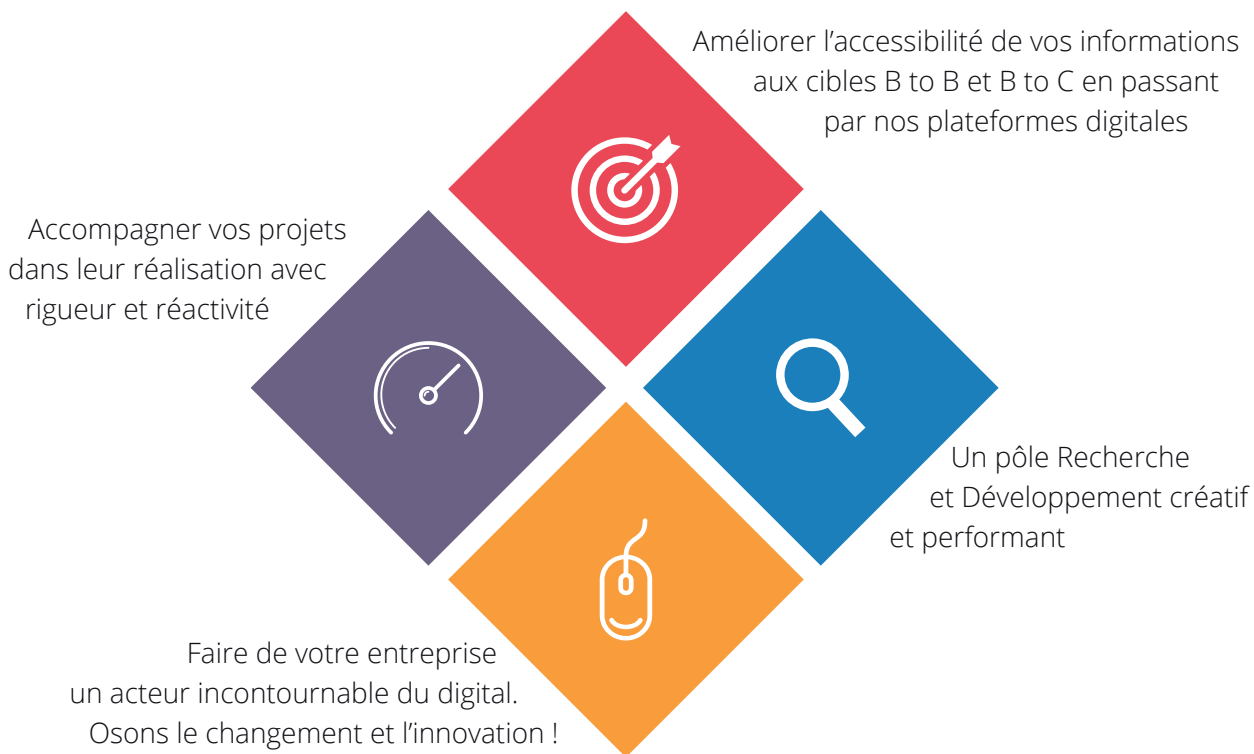 Améliorer l’accessibilité de vos informations
aux cibles B to B et B to C en passant
par nos plateformes digitales
Accompagner vos projets
dans leur réalisation avec
rigueur et réactivité
Un pôle Recherche
et Développement créatif
et performant
Faire de votre entreprise
un acteur incontournable du digital.
Osons le changement et l’innovation !